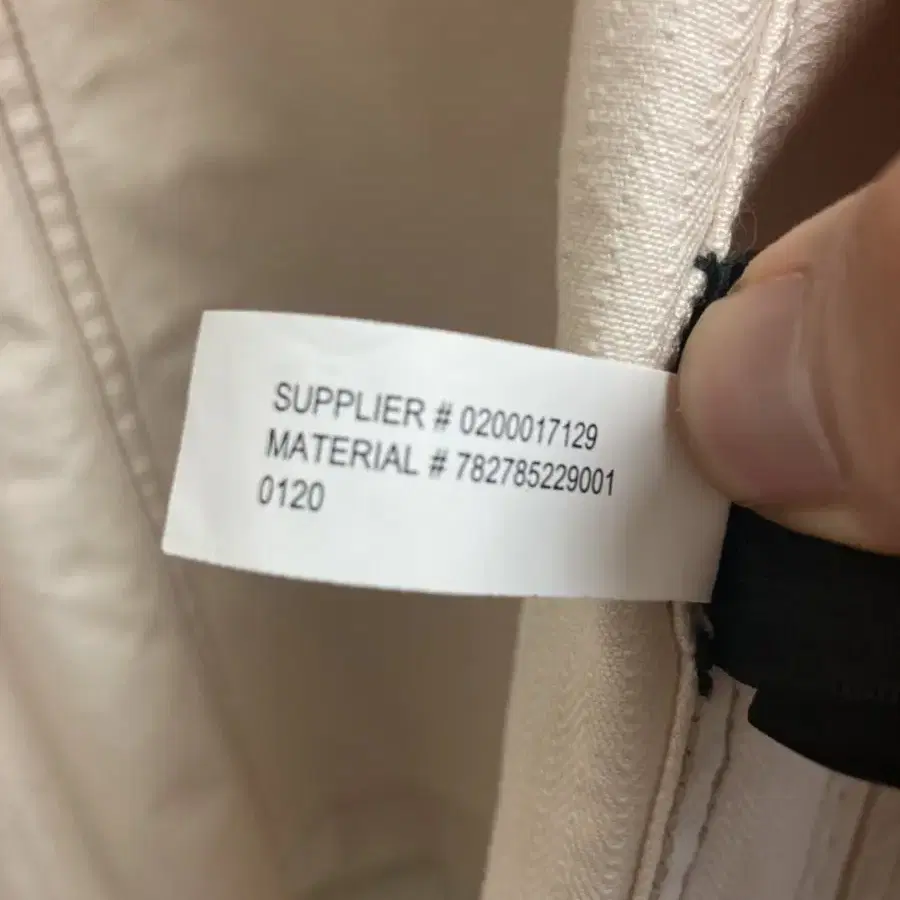 SUPPLIER # 0200017129
MATERIAL # 782785229001
0120